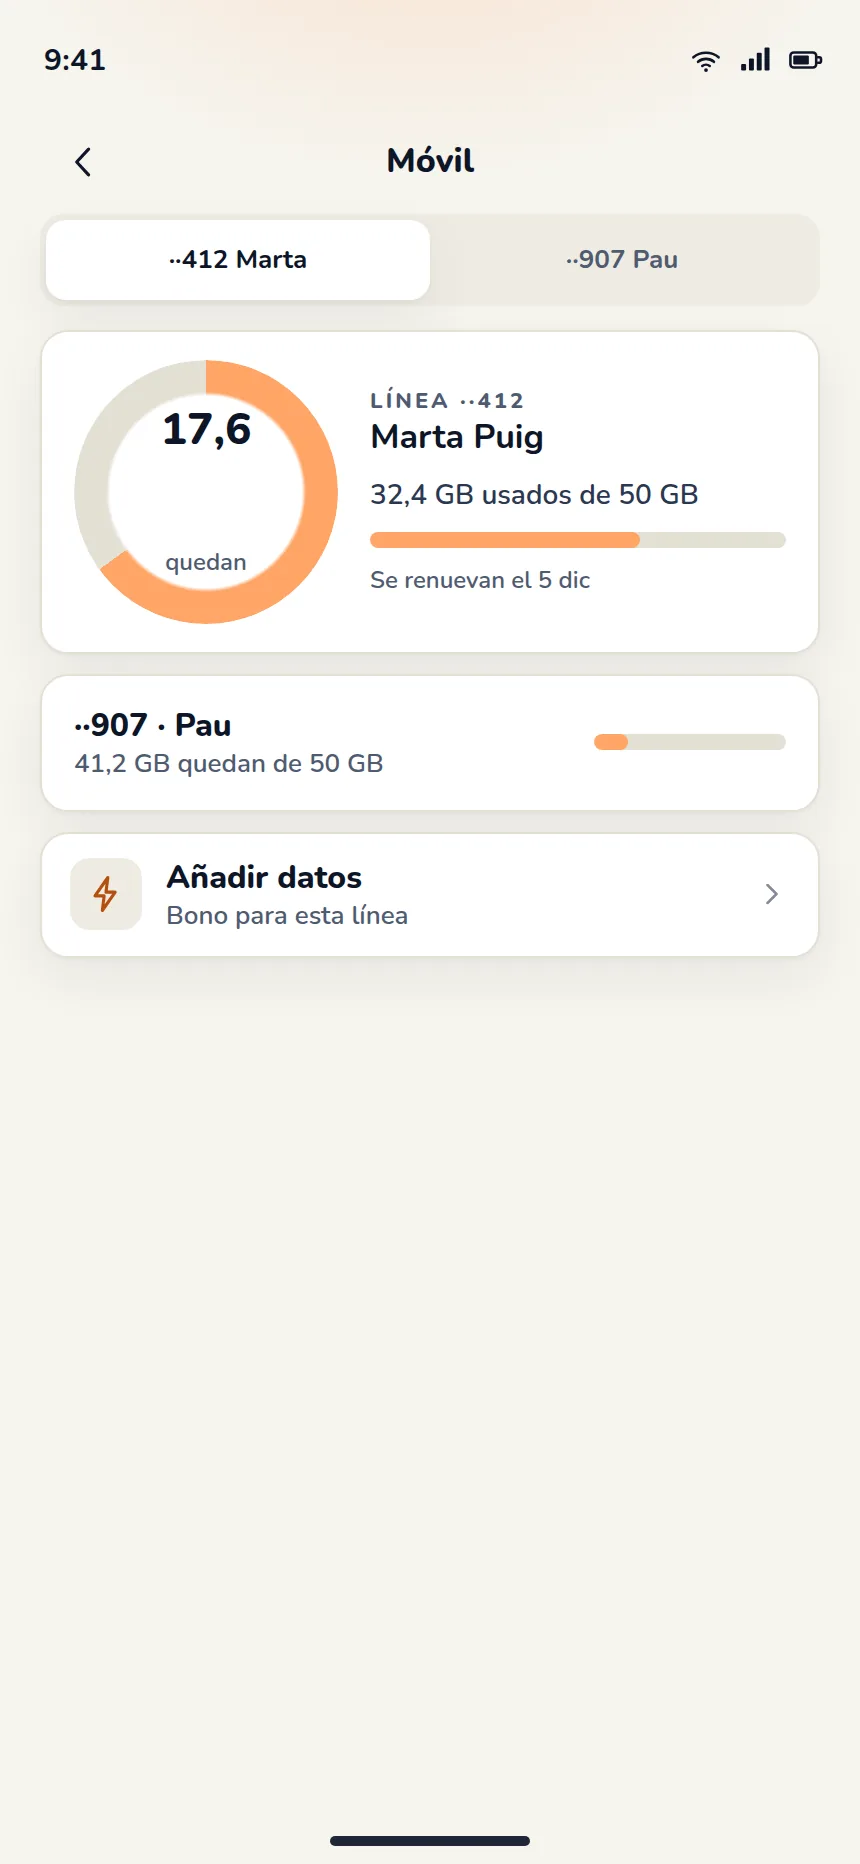 9:41
Móvil
··412 Marta
··907 Pau
17,6
quedan
LÍNEA ··412
Marta Puig
32,4 GB usados de 50 GB
Se renuevan el 5 dic
··907 · Pau
41,2 GB quedan de 50 GB
Añadir datos
Bono para esta línea